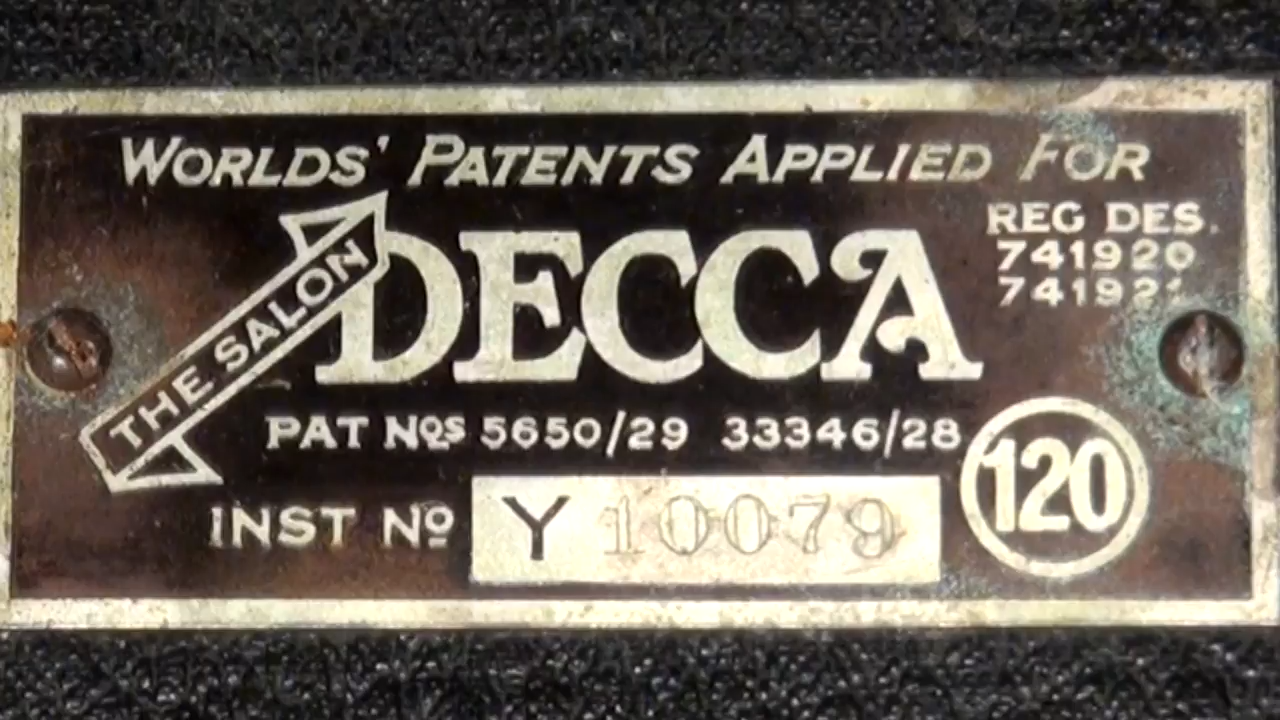 WORLDS' PATENTS APPLIED FOR
THE SALON
DECCA
REG DES.
741920
741921
PAT NOS 5650/29 33346/28
120
INST NO Y 10079